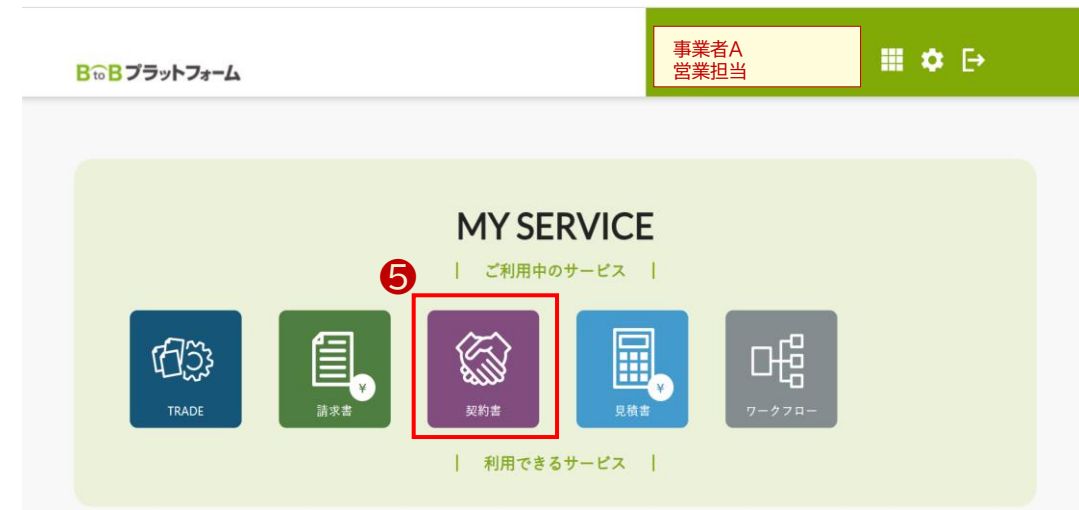 BtoBプラットフォーム
事業者A
営業担当
MY SERVICE
｜ ご利用中のサービス ｜
5
TRADE
請求書
¥
契約書
見積書
¥
ワークフロー
｜ 利用できるサービス ｜